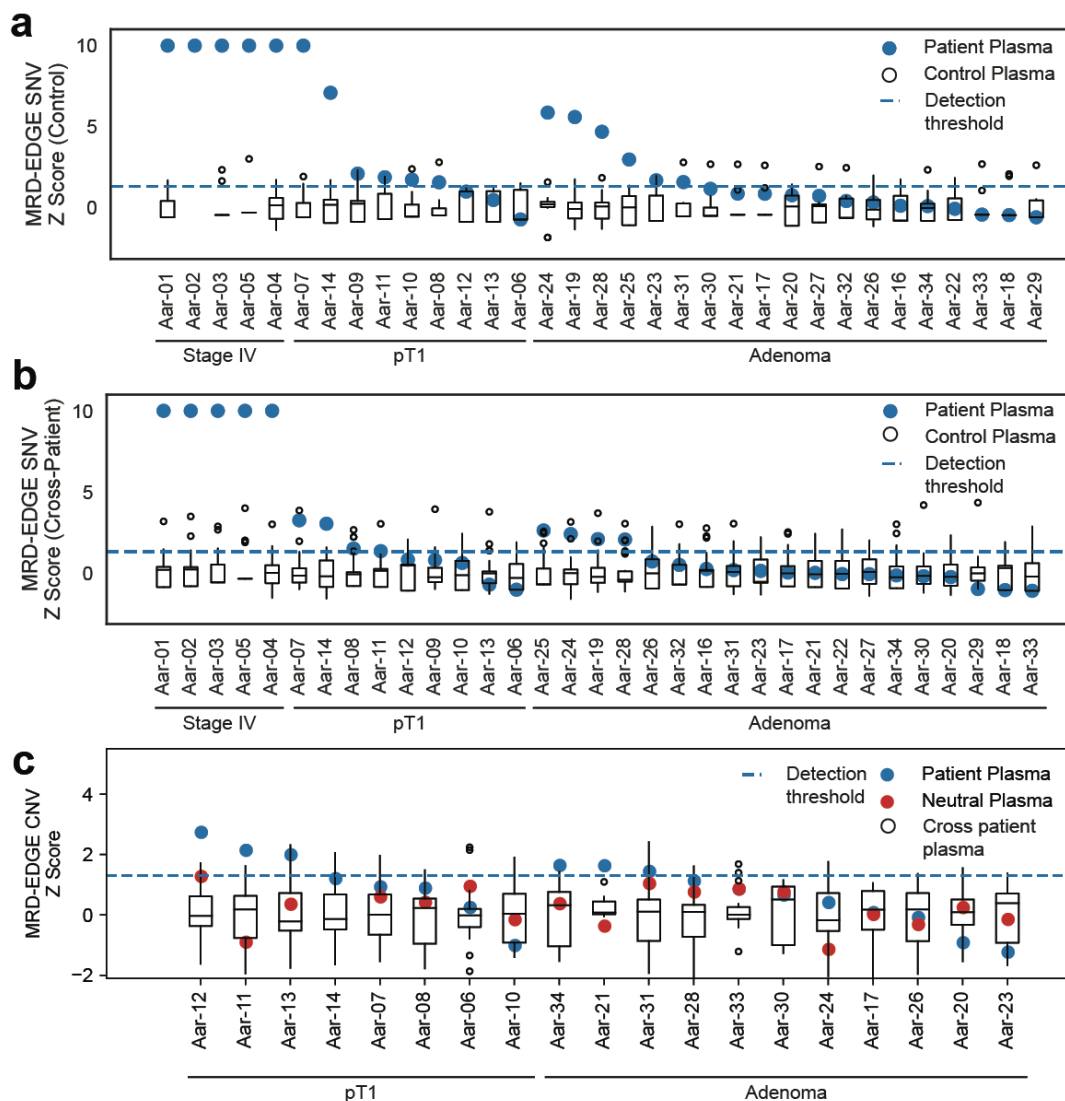 a
MRD-EDGE SNV
Z Score (Control)
10
5
0
Patient Plasma
Control Plasma
Detection
threshold
Aar-01
Aar-02
Aar-03
Aar-05
Aar-04
Aar-07
Aar-14
Aar-09
Aar-11
Aar-10
Aar-08
Aar-12
Aar-13
Aar-06
Aar-24
Aar-19
Aar-28
Aar-25
Aar-23
Aar-31
Aar-30
Aar-21
Aar-17
Aar-20
Aar-27
Aar-32
Aar-26
Aar-16
Aar-34
Aar-22
Aar-33
Aar-18
Aar-29
Stage IV
pT1
Adenoma
b
MRD-EDGE SNV
Z Score (Cross-Patient)
10
5
0
Patient Plasma
Control Plasma
Detection
threshold
Aar-01
Aar-02
Aar-03
Aar-05
Aar-04
Aar-07
Aar-14
Aar-08
Aar-11
Aar-12
Aar-09
Aar-10
Aar-13
Aar-06
Aar-25
Aar-24
Aar-19
Aar-28
Aar-26
Aar-32
Aar-16
Aar-31
Aar-23
Aar-17
Aar-21
Aar-22
Aar-27
Aar-34
Aar-30
Aar-20
Aar-29
Aar-18
Aar-33
Stage IV
pT1
Adenoma
c
MRD-EDGE CNV
Z Score
4
2
0
−2
Detection
threshold
Patient Plasma
Neutral Plasma
Cross patient
plasma
Aar-12
Aar-11
Aar-13
Aar-14
Aar-07
Aar-08
Aar-06
Aar-10
Aar-34
Aar-21
Aar-31
Aar-28
Aar-33
Aar-30
Aar-24
Aar-17
Aar-26
Aar-20
Aar-23
pT1
Adenoma